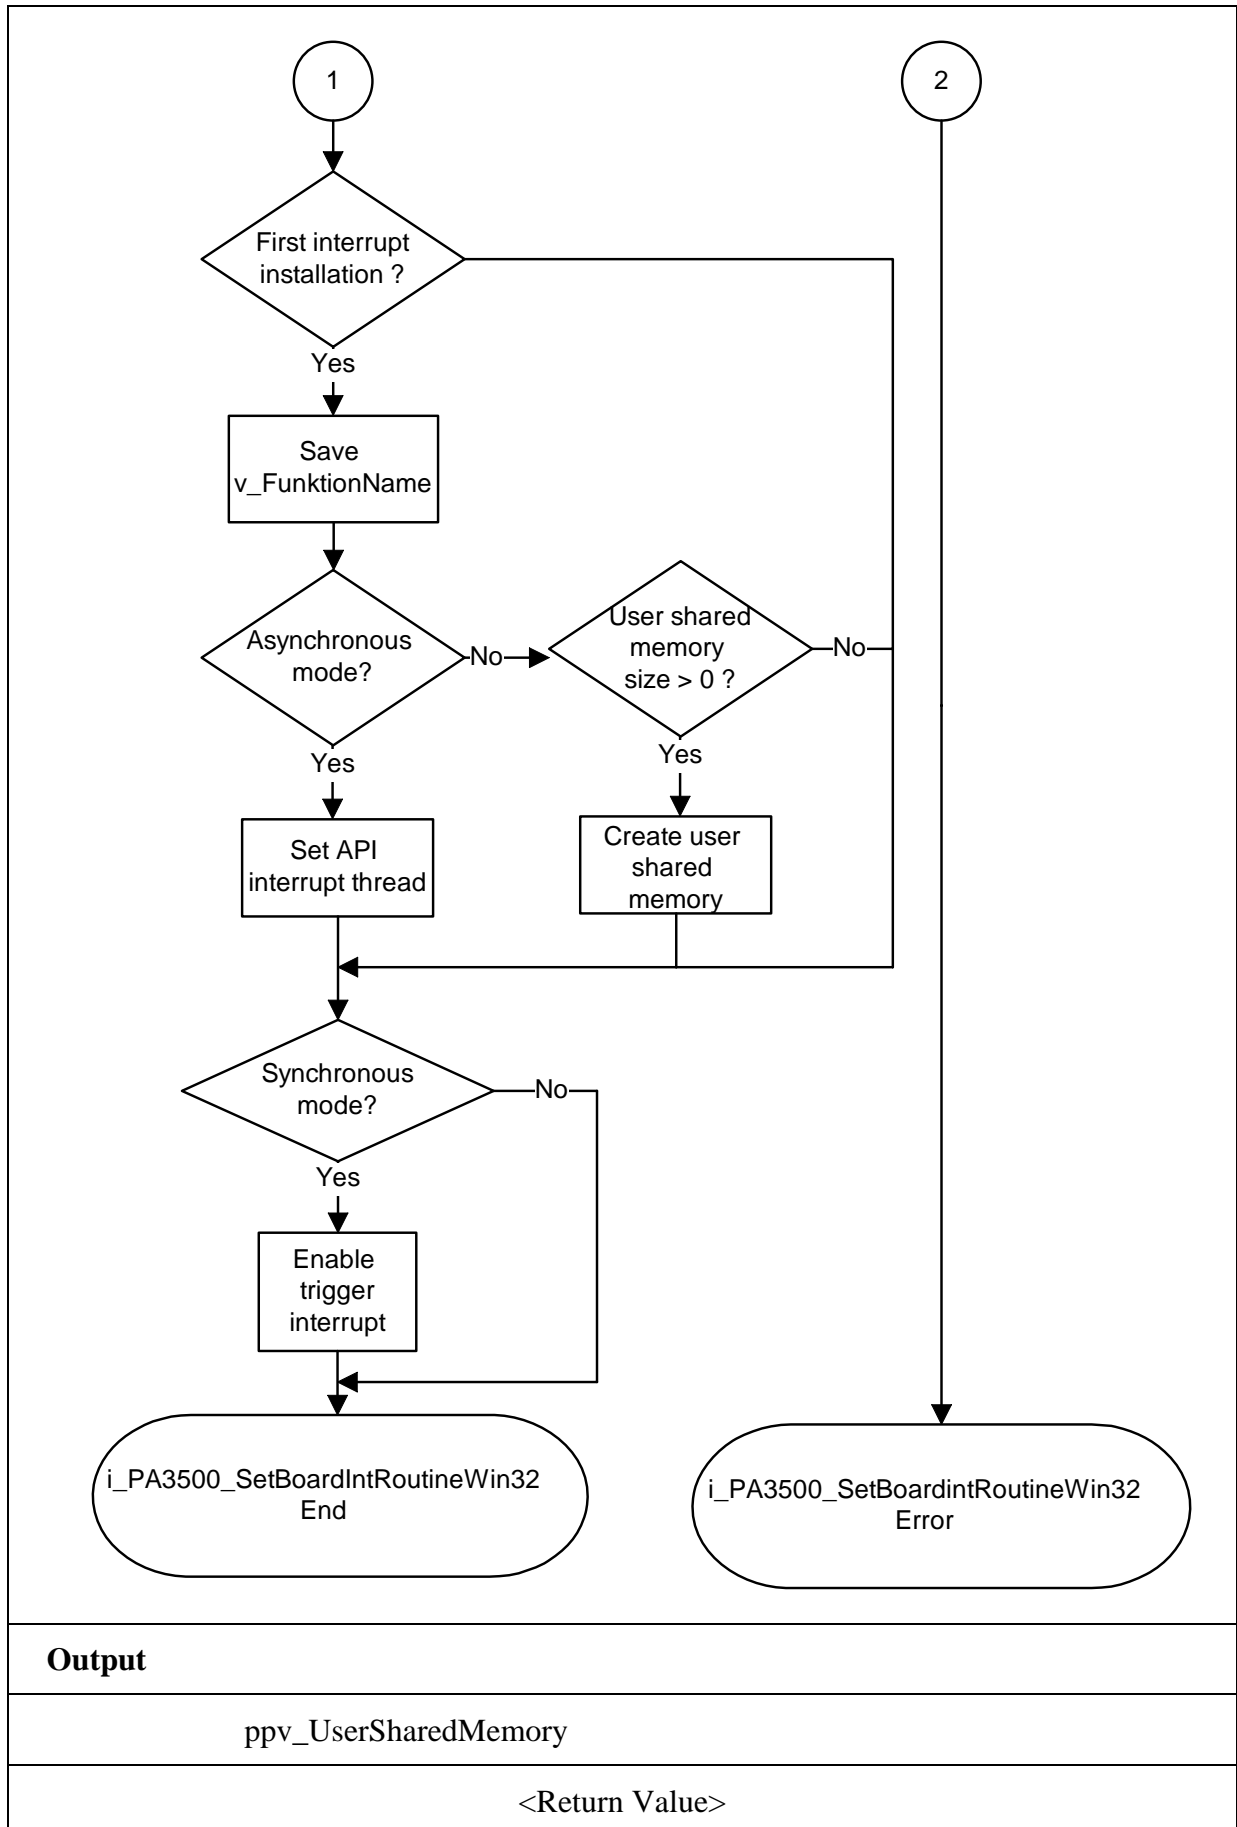 1
2
First interrupt
installation ?
Yes
Save
v_FunktionName
Asynchronous
mode?
No
User shared
memory
size > 0 ?
No
Yes
Yes
Set API
interrupt thread
Create user
shared
memory
Synchronous
mode?
No
Yes
Enable
trigger
interrupt
i_PA3500_SetBoardIntRoutineWin32
End
i_PA3500_SetBoardintRoutineWin32
Error
Output
ppv_UserSharedMemory
<Return Value>